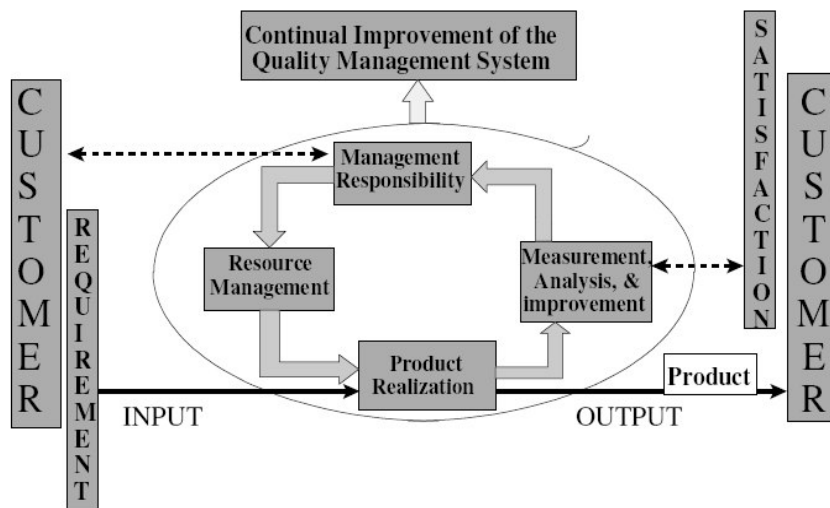 Continual Improvement of the
Quality Management System
CUSTOMER
REQUIREMENT
Management
Responsibility
Resource
Management
Measurement,
Analysis, &
improvement
Product
Realization
INPUT
OUTPUT
Product
SATISFACTION
CUSTOMER